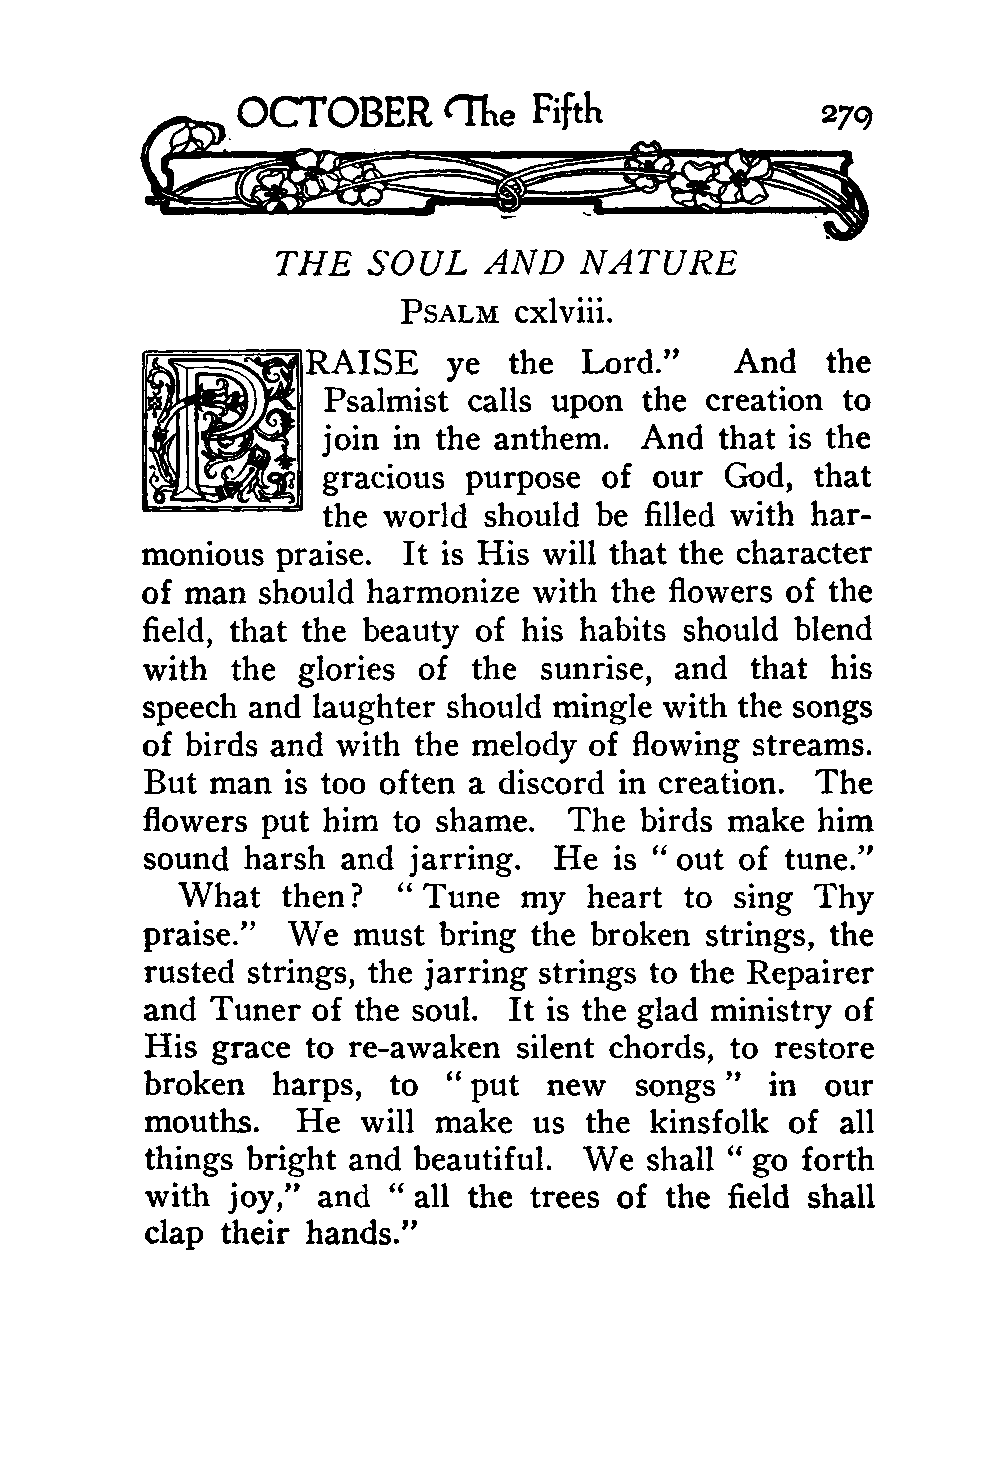 OCTOBER The Fifth 279
THE SOUL AND NATURE
PSALM cxlviii.
PRAISE ye the Lord.” And the
Psalmist calls upon the creation to
join in the anthem. And that is the
gracious purpose of our God, that
the world should be filled with har-
monious praise. It is His will that the character
of man should harmonize with the flowers of the
field, that the beauty of his habits should blend
with the glories of the sunrise, and that his
speech and laughter should mingle with the songs
of birds and with the melody of flowing streams.
But man is too often a discord in creation. The
flowers put him to shame. The birds make him
sound harsh and jarring. He is “ out of tune.”
What then? “ Tune my heart to sing Thy
praise.” We must bring the broken strings, the
rusted strings, the jarring strings to the Repairer
and Tuner of the soul. It is the glad ministry of
His grace to re-awaken silent chords, to restore
broken harps, to “ put new songs ” in our
mouths. He will make us the kinsfolk of all
things bright and beautiful. We shall “ go forth
with joy,” and “ all the trees of the field shall
clap their hands.”